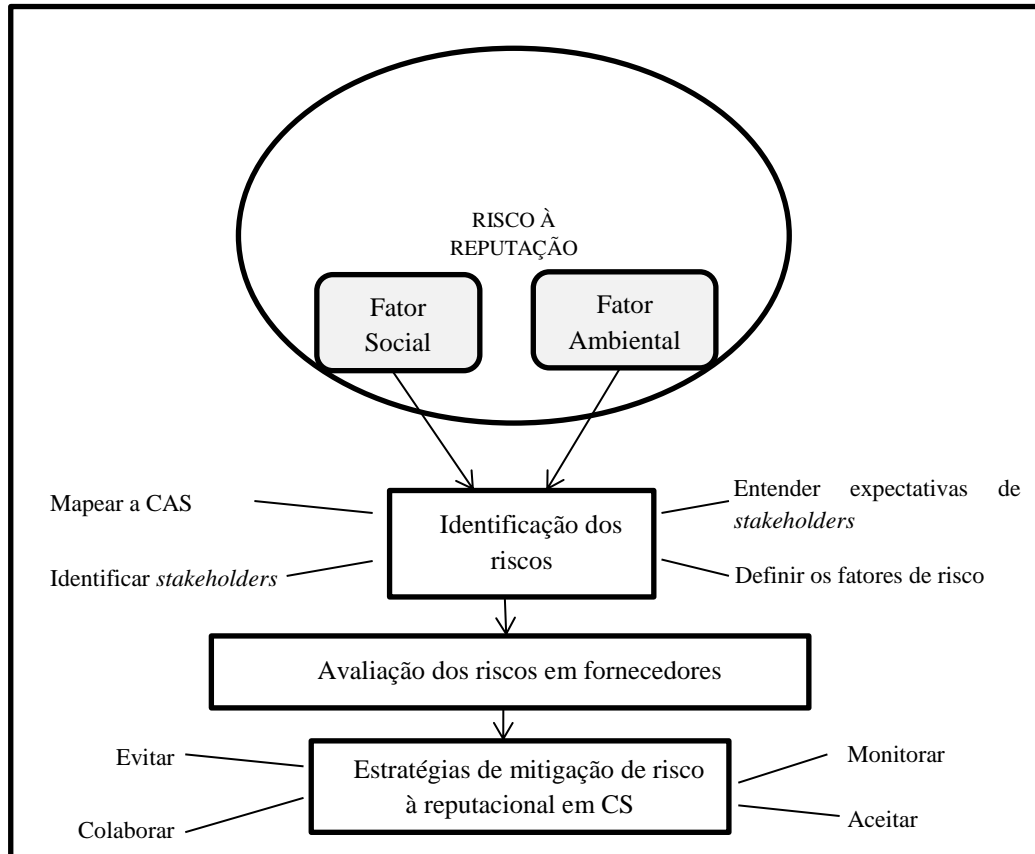 RISCO À
REPUTAÇÃO
Fator
Social
Fator
Ambiental
Mapear a CAS
Identificar stakeholders
Identificação dos
riscos
Entender expectativas de
stakeholders
Definir os fatores de risco
Avaliação dos riscos em fornecedores
Evitar
Colaborar
Estratégias de mitigação de risco
à reputacional em CS
Monitorar
Aceitar